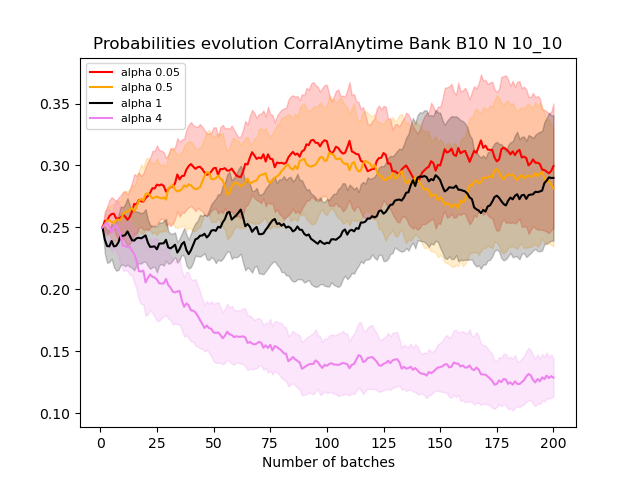 Probabilities evolution CorralAnytime Bank B10 N 10_10
alpha 0.05
alpha 0.5
alpha 1
alpha 4
0.35
0.30
0.25
0.20
0.15
0.10
0 25 50 75 100 125 150 175 200
Number of batches